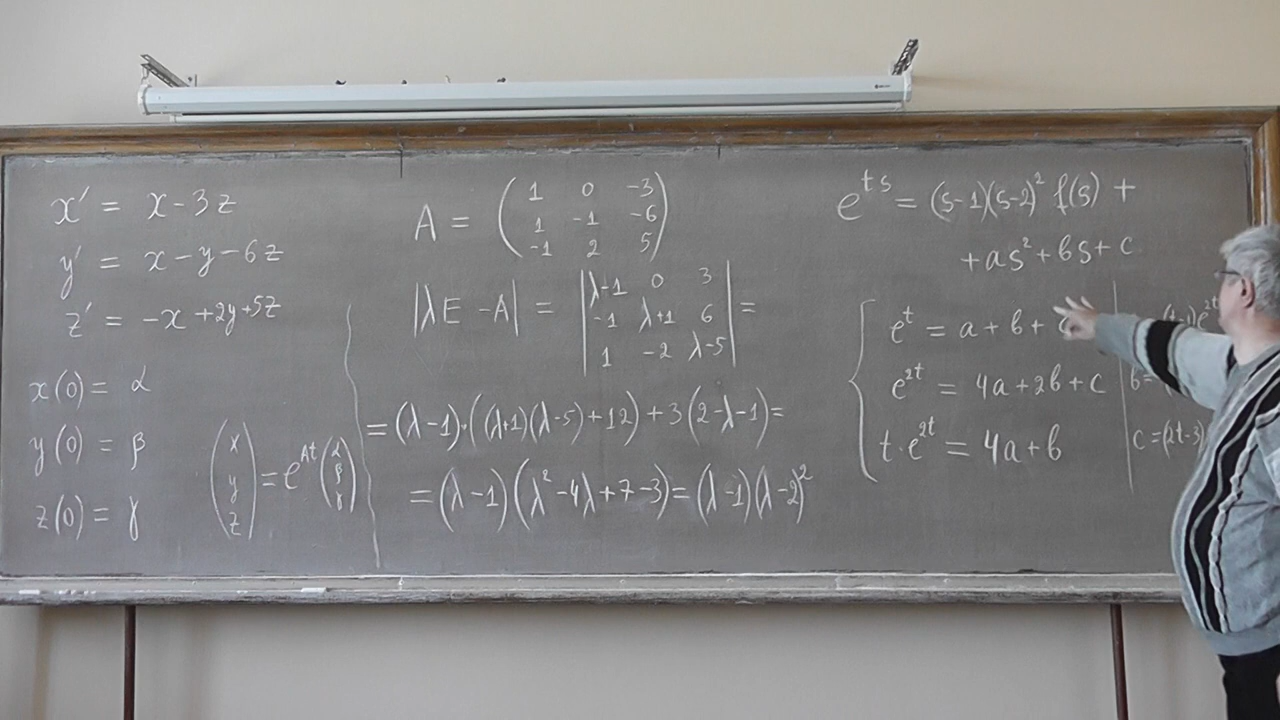 x′ = x-3z
y′ = x-y-6z
z′ = -x+2y+5z
x(0) = α
y(0) = β
z(0) = γ
(x y z) = e^{At} (α β γ)
A = ( 1 0 -3
1 -1 -6
-1 2 5 )
|λE -A| = | λ-1 0 3
-1 λ+1 6
1 -2 λ-5 | =
= (λ-1)·((λ+1)(λ-5)+12) + 3(2-λ-1) =
= (λ-1)(λ²-4λ+7-3) = (λ-1)(λ-2)²
e^{ts} = (s-1)(s-2)² f(s) +
+ as² + bs + c
e^t = a + b +
e^{2t} = 4a+2b+c
t·e^{2t} = 4a+b
b =
c = (2t-3)